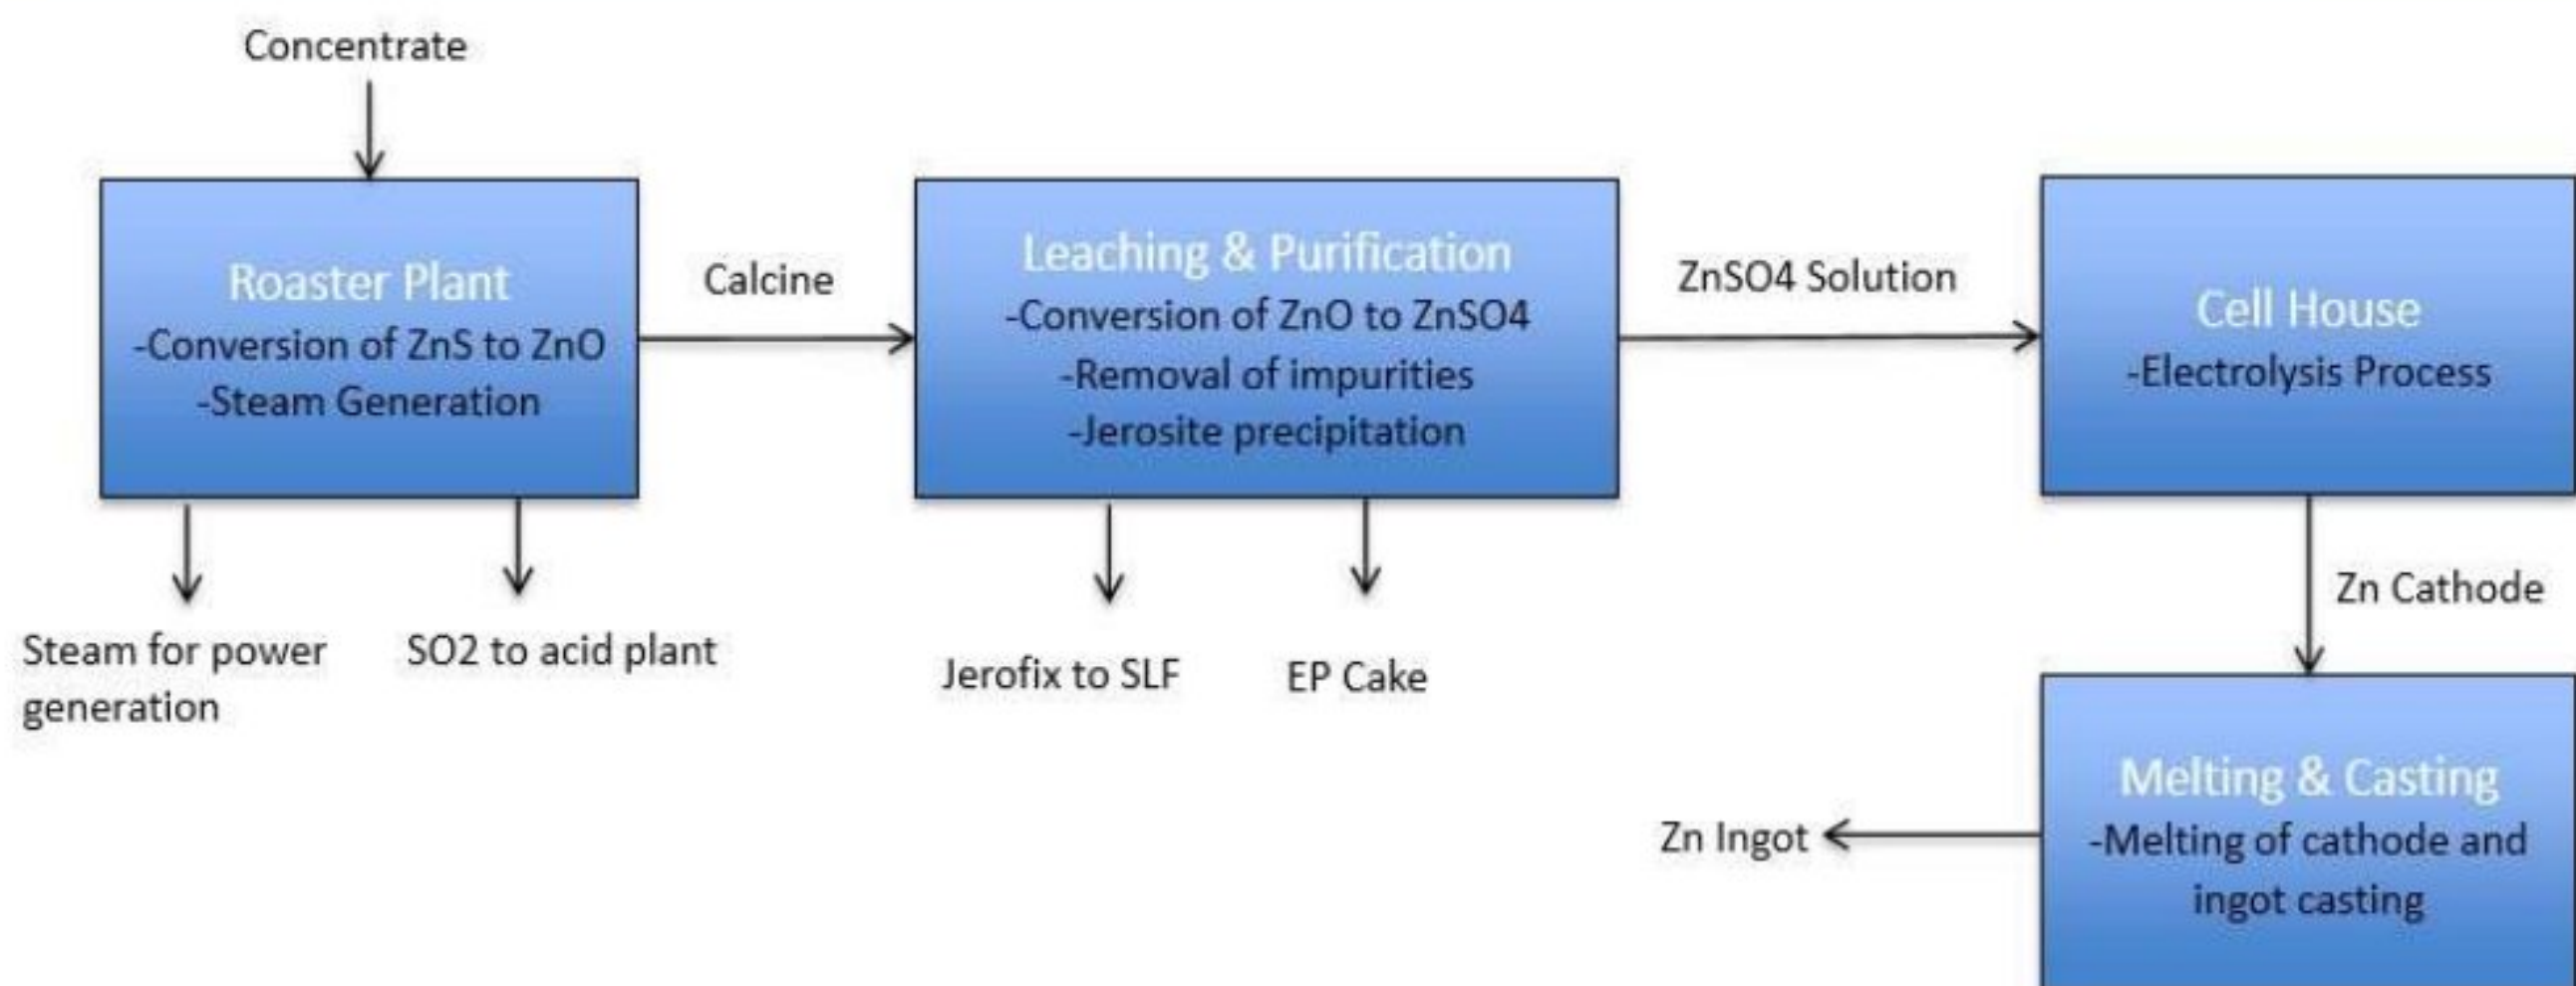 Concentrate
Roaster Plant
-Conversion of ZnS to ZnO
-Steam Generation
Calcine
Leaching & Purification
-Conversion of ZnO to ZnSO4
-Removal of impurities
-Jerosite precipitation
ZnSO4 Solution
Cell House
-Electrolysis Process
Steam for power
generation
SO2 to acid plant
Jerofix to SLF
EP Cake
Zn Cathode
Melting & Casting
-Melting of cathode and
ingot casting
Zn Ingot